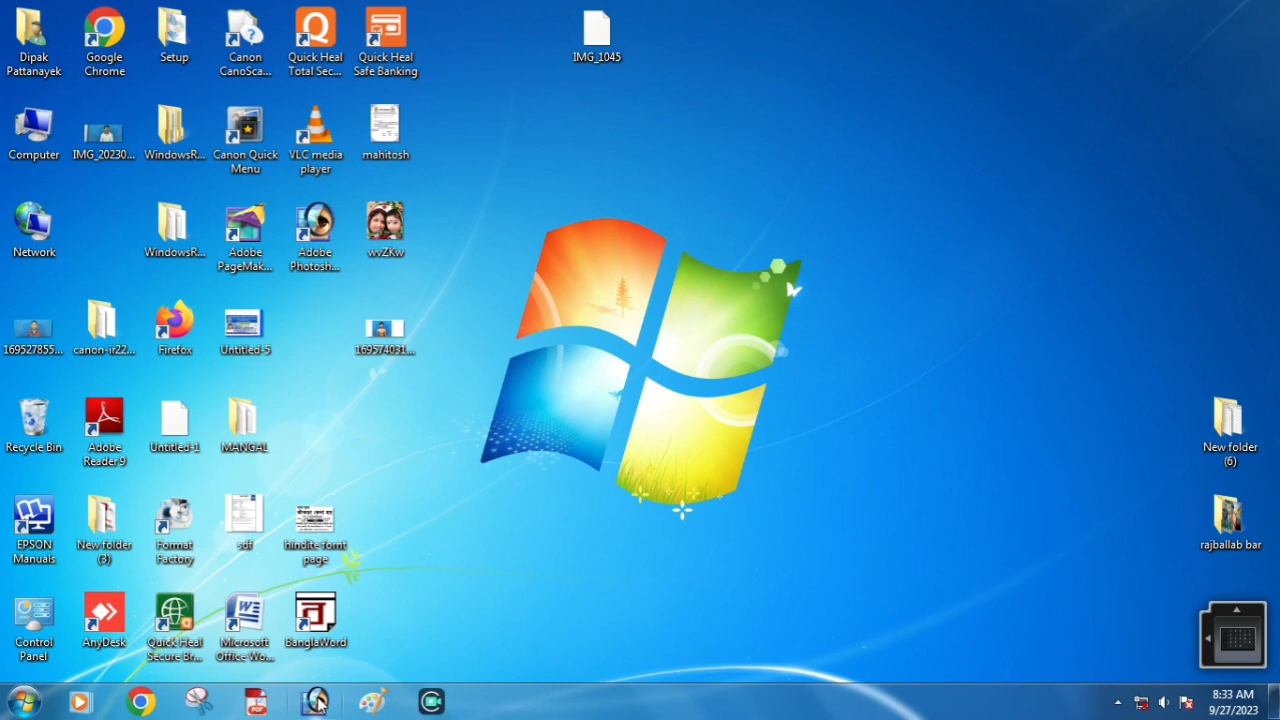 Dipak
Pattanayek
Google
Chrome
Setup
Canon
CanoSca...
Quick Heal
Total Sec...
Quick Heal
Safe Banking
IMG_1045
Computer
IMG_20230...
WindowsR...
Canon Quick
Menu
VLC media
player
mahitosh
Network
WindowsR...
Adobe
PageMak...
Adobe
Photosh...
wvZKw
169527855...
canon-ir22...
Firefox
Untitled-5
169574031...
Recycle Bin
Adobe
Reader 9
Untitled-1
MANGAL
New folder
(6)
EPSON
Manuals
New folder
(3)
Format
Factory
sdf
hindite fornt
page
rajballab bar
Control
Panel
AnyDesk
Quick Heal
Secure Br...
Microsoft
Office Wo...
BanglaWord
8:33 AM
9/27/2023